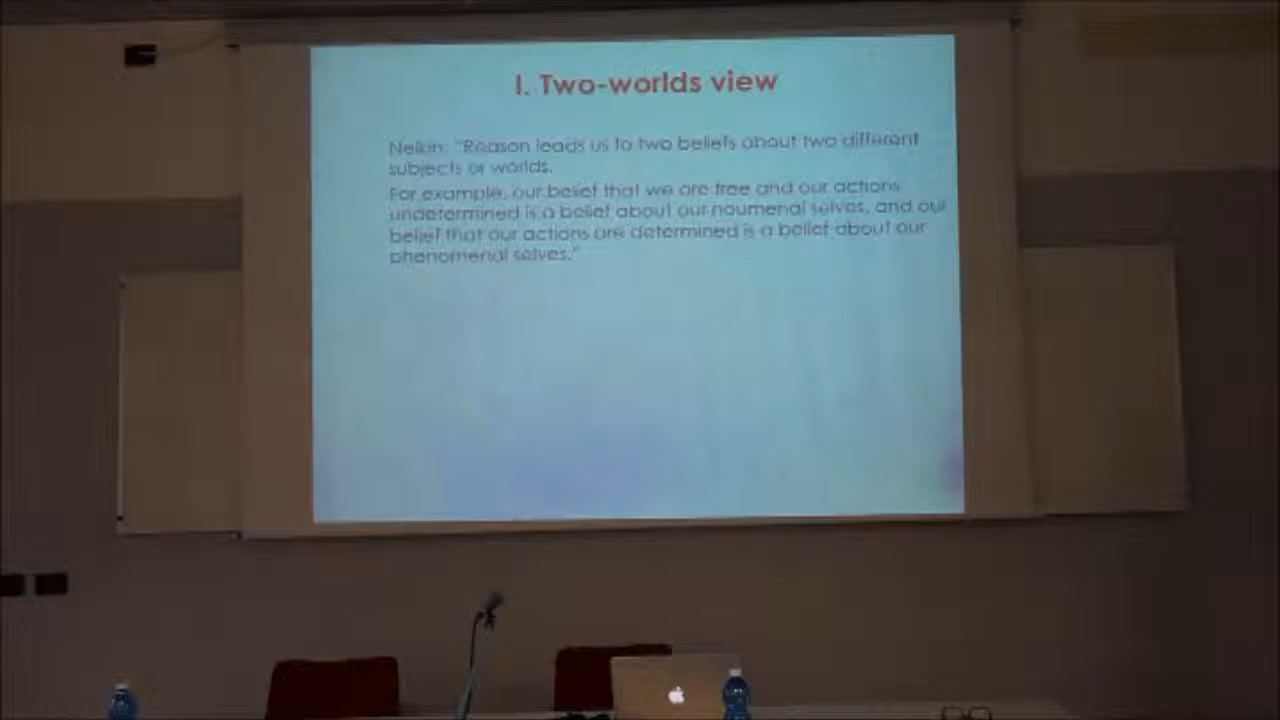 I. Two-worlds view
Nelkin: "Reason leads us to two beliefs about two different
subjects or worlds.
For example, our belief that we are free and our actions
undetermined is a belief about our noumenal selves, and our
belief that our actions are determined is a belief about our
phenomenal selves."